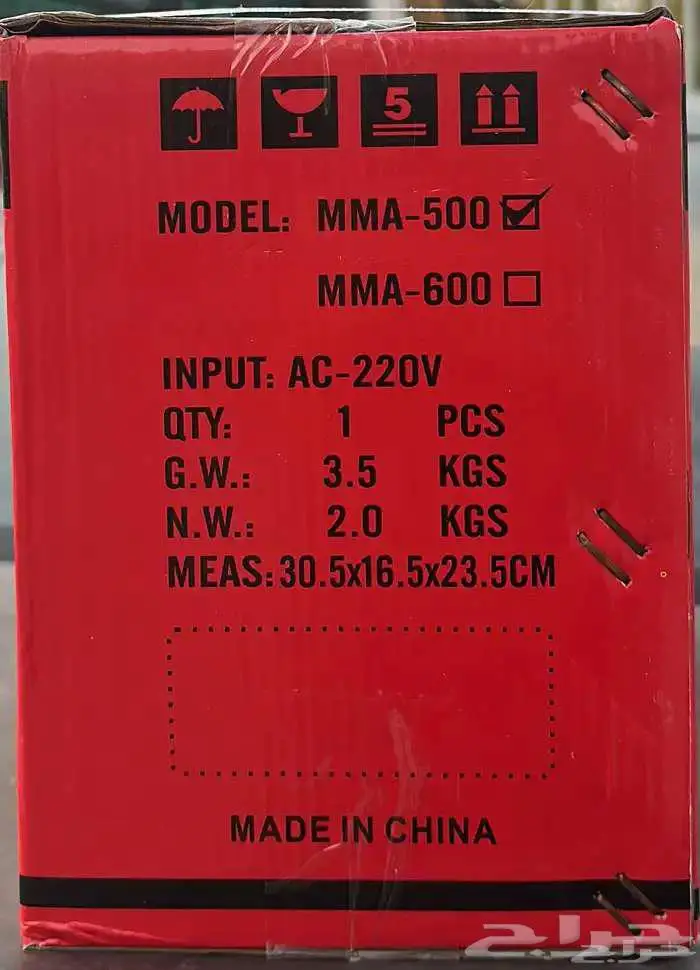 5
MODEL: MMA-500
MMA-600
INPUT: AC-220V
QTY: 1 PCS
G.W.: 3.5 KGS
N.W.: 2.0 KGS
MEAS: 30.5x16.5x23.5CM
MADE IN CHINA
حراج